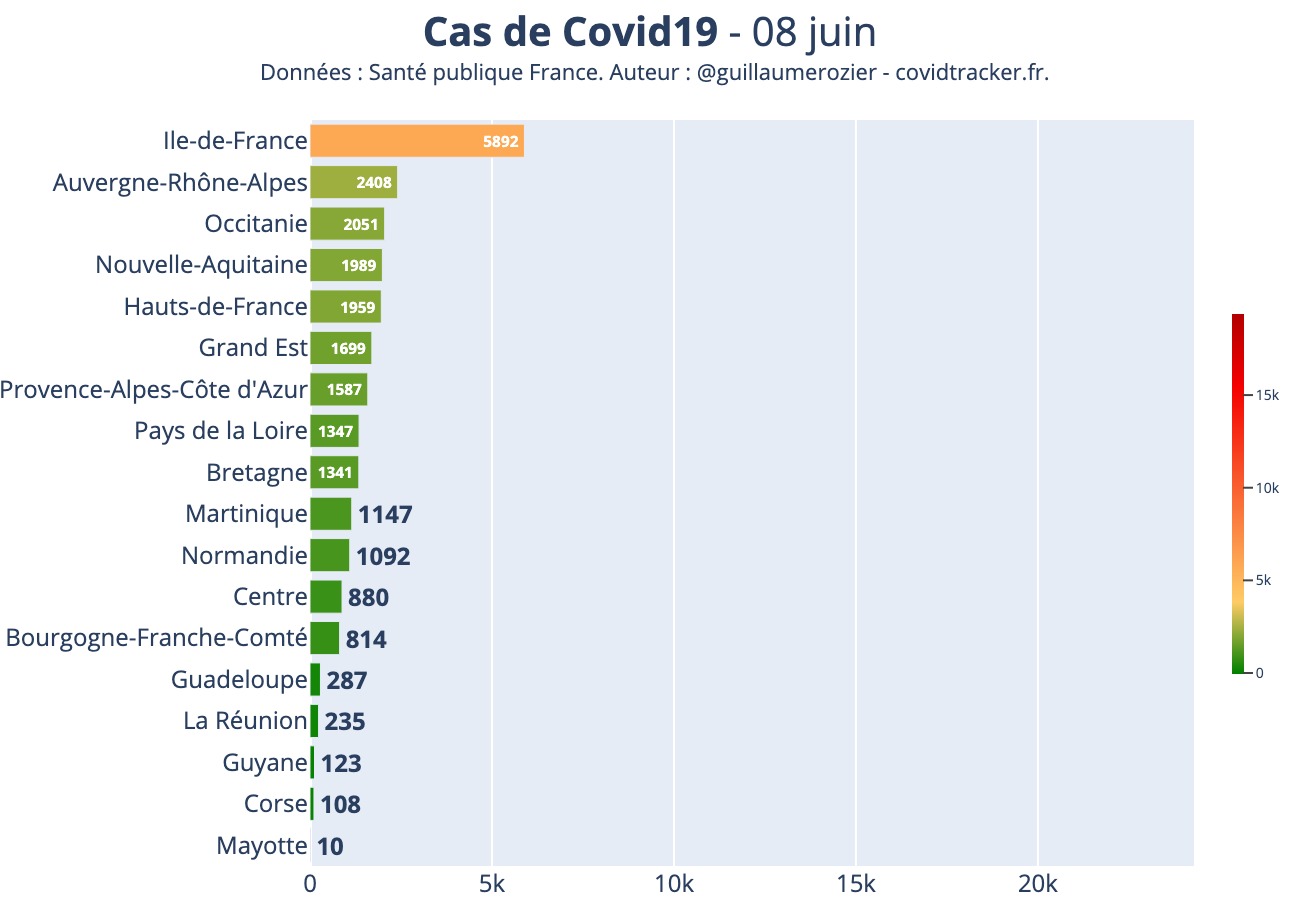 Cas de Covid19 - 08 juin
Données : Santé publique France. Auteur : @guillaumerozier - covidtracker.fr.
Ile-de-France 5892
Auvergne-Rhône-Alpes 2408
Occitanie 2051
Nouvelle-Aquitaine 1989
Hauts-de-France 1959
Grand Est 1699
Provence-Alpes-Côte d'Azur 1587
Pays de la Loire 1347
Bretagne 1341
Martinique 1147
Normandie 1092
Centre 880
Bourgogne-Franche-Comté 814
Guadeloupe 287
La Réunion 235
Guyane 123
Corse 108
Mayotte 10
0 5k 10k 15k 20k
15k
10k
5k
0